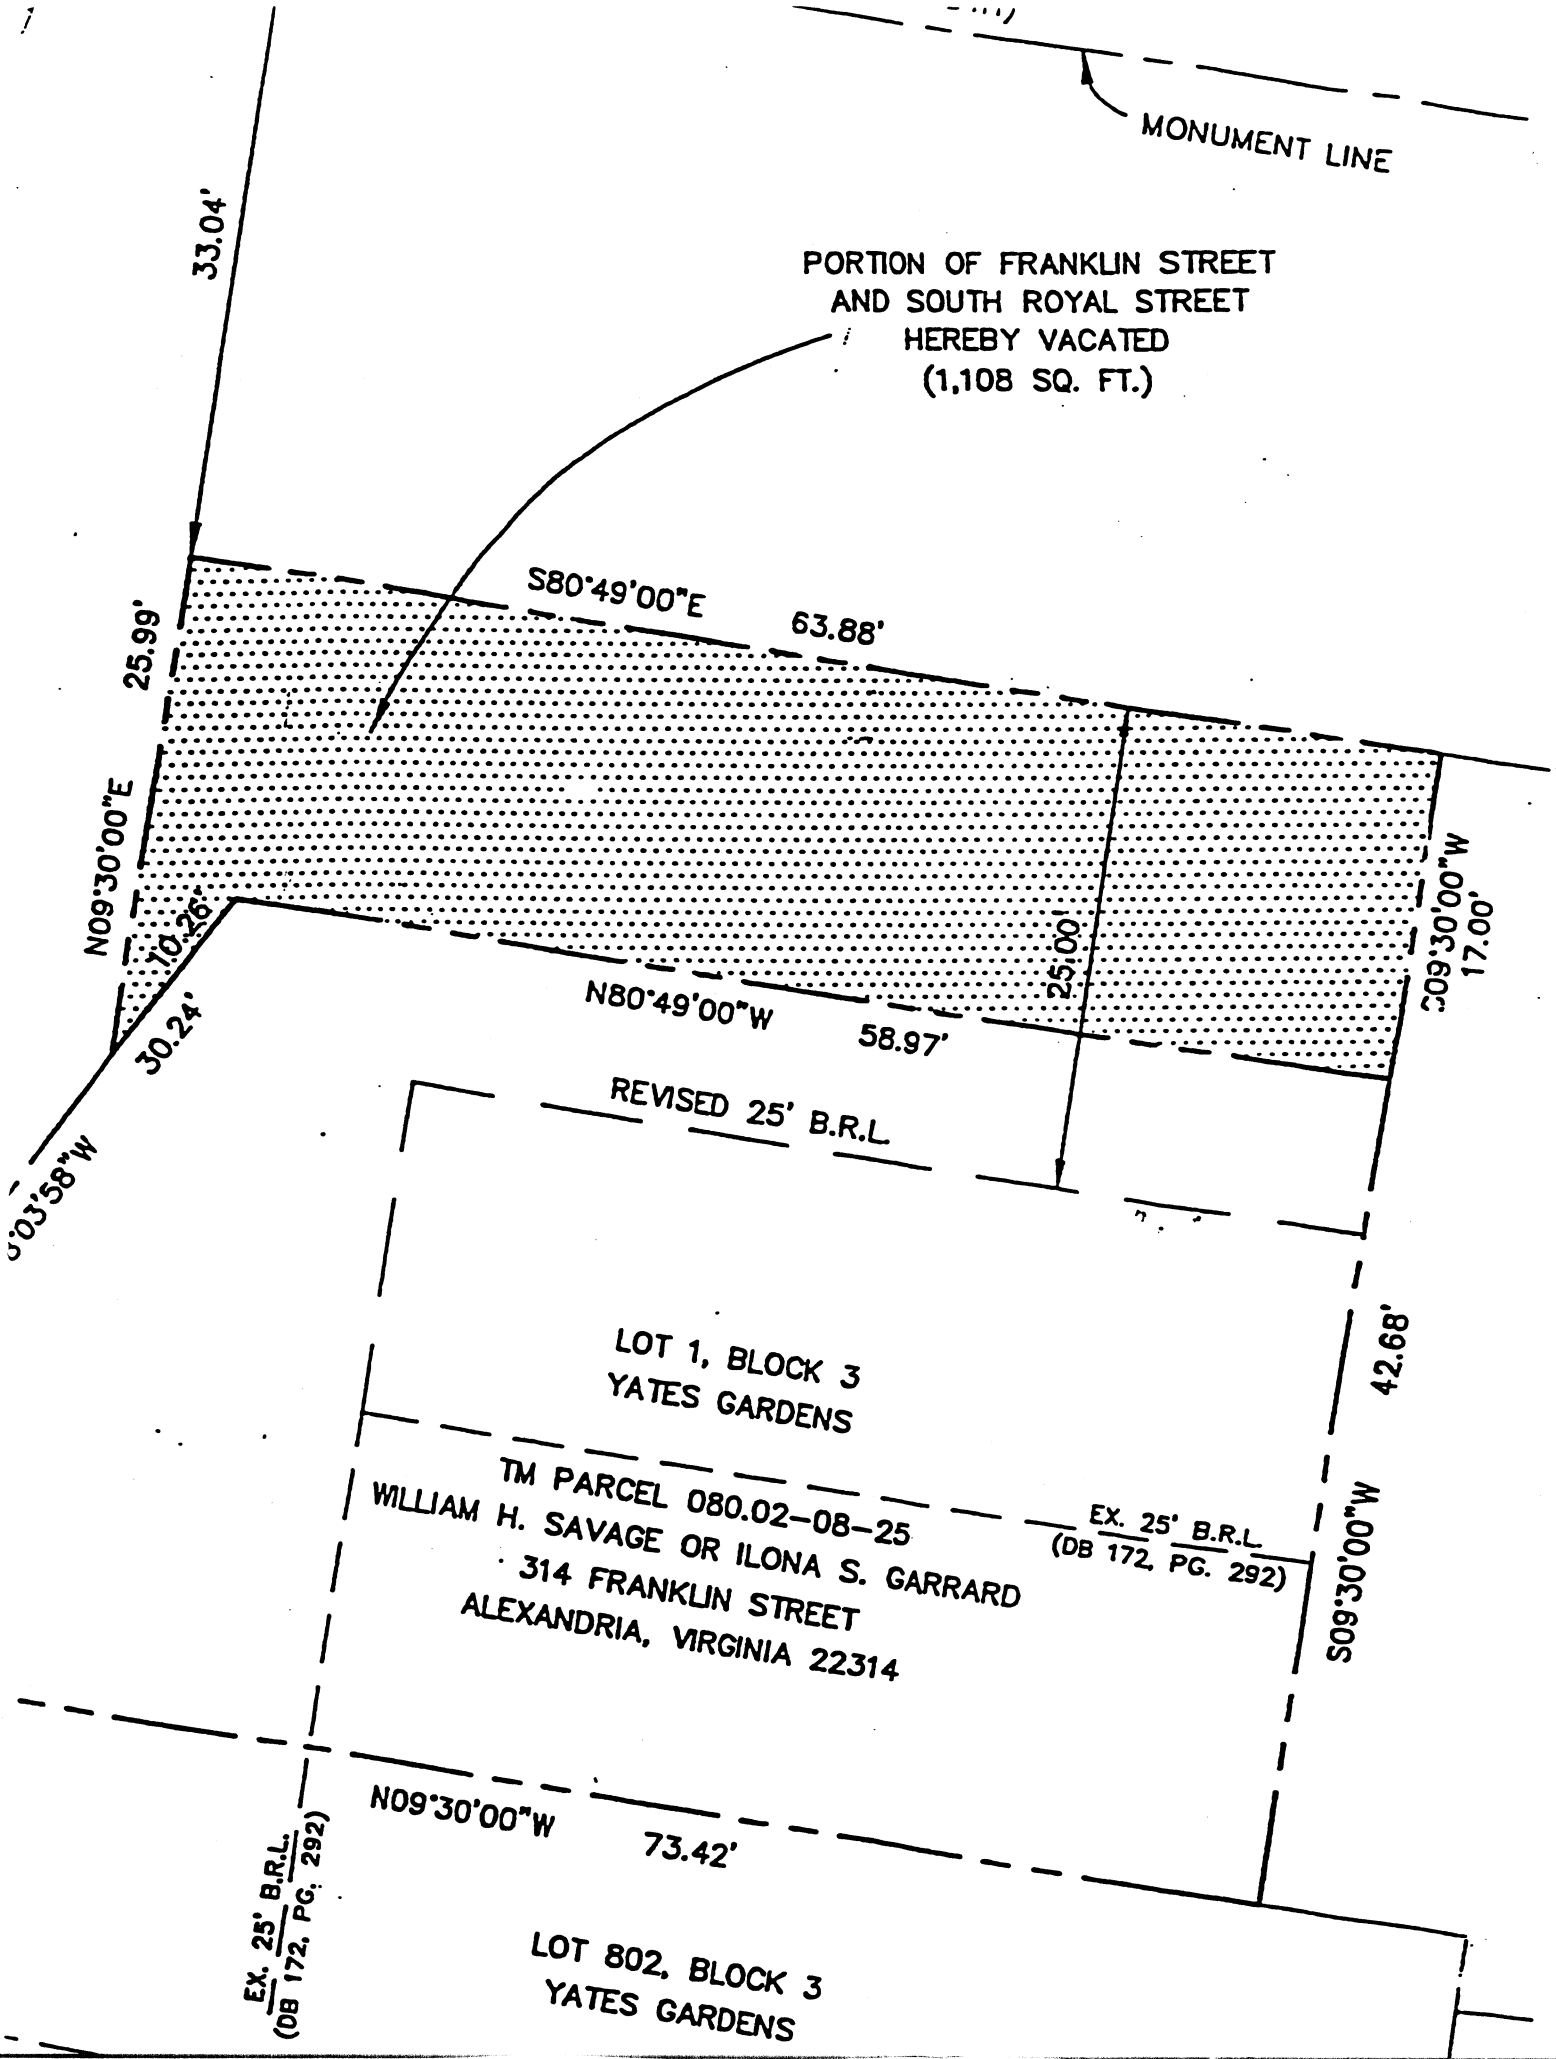 MONUMENT LINE
33.04'
PORTION OF FRANKLIN STREET
AND SOUTH ROYAL STREET
HEREBY VACATED
(1,108 SQ. FT.)
S80°49'00"E 63.88'
25.99'
N09°30'00"E
10.26'
30.24'
03'58"W
N80°49'00"W 58.97'
25.00'
09°30'00"W
17.00'
REVISED 25' B.R.L.
42.68'
S09°30'00"W
LOT 1, BLOCK 3
YATES GARDENS
TM PARCEL 080.02-08-25
WILLIAM H. SAVAGE OR ILONA S. GARRARD
314 FRANKLIN STREET
ALEXANDRIA, VIRGINIA 22314
EX. 25' B.R.L.
(DB 172, PG. 292)
N09°30'00"W 73.42'
EX. 25' B.R.L.
(DB 172, PG. 292)
LOT 802, BLOCK 3
YATES GARDENS